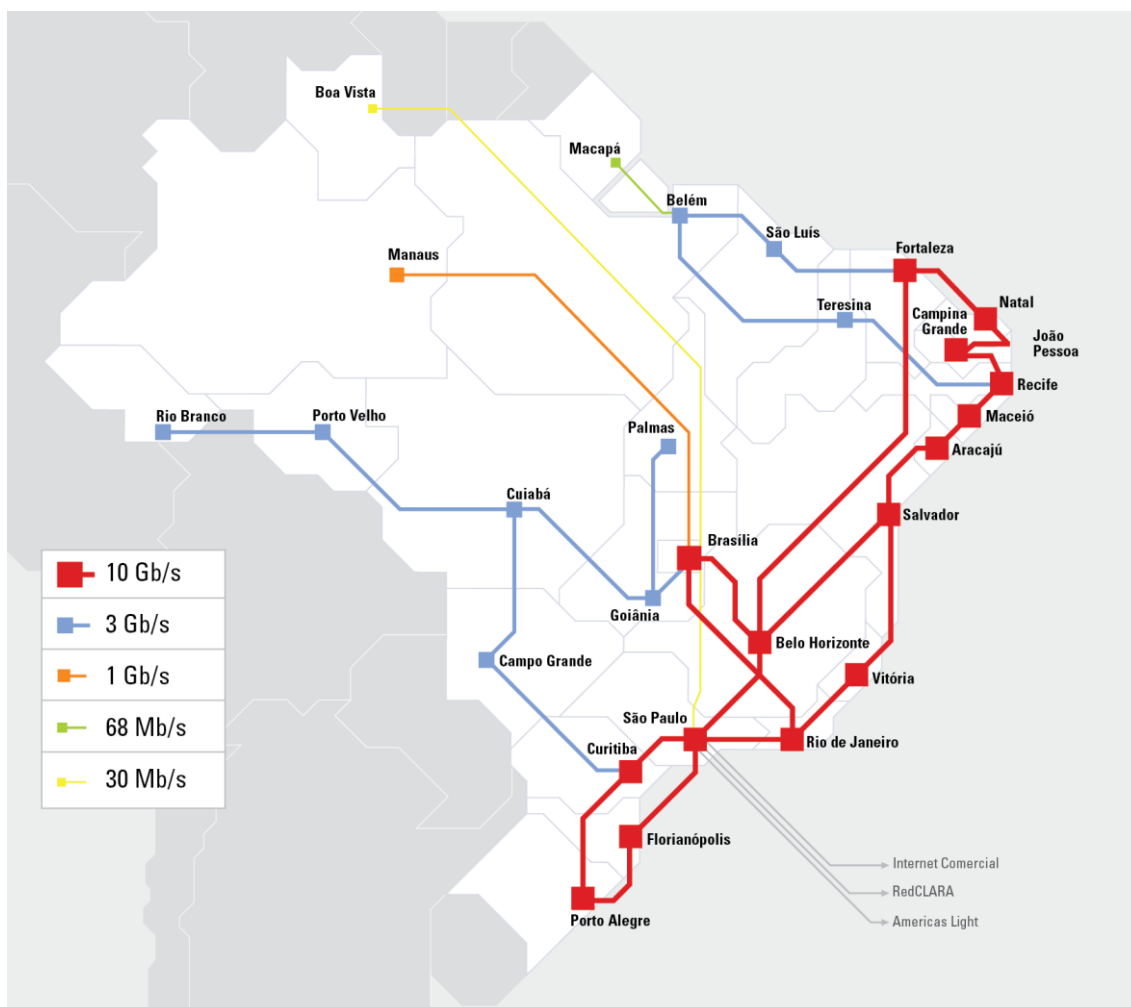 Boa Vista
Macapá
Belém
São Luís
Fortaleza
Manaus
Teresina
Natal
Campina
Grande
João
Pessoa
Recife
Rio Branco
Porto Velho
Palmas
Maceió
Aracajú
Cuiabá
Salvador
Brasília
Goiânia
Belo Horizonte
Campo Grande
Vitória
São Paulo
Rio de Janeiro
Curitiba
Florianópolis
Porto Alegre
10 Gb/s
3 Gb/s
1 Gb/s
68 Mb/s
30 Mb/s
Internet Comercial
RedCLARA
Americas Light